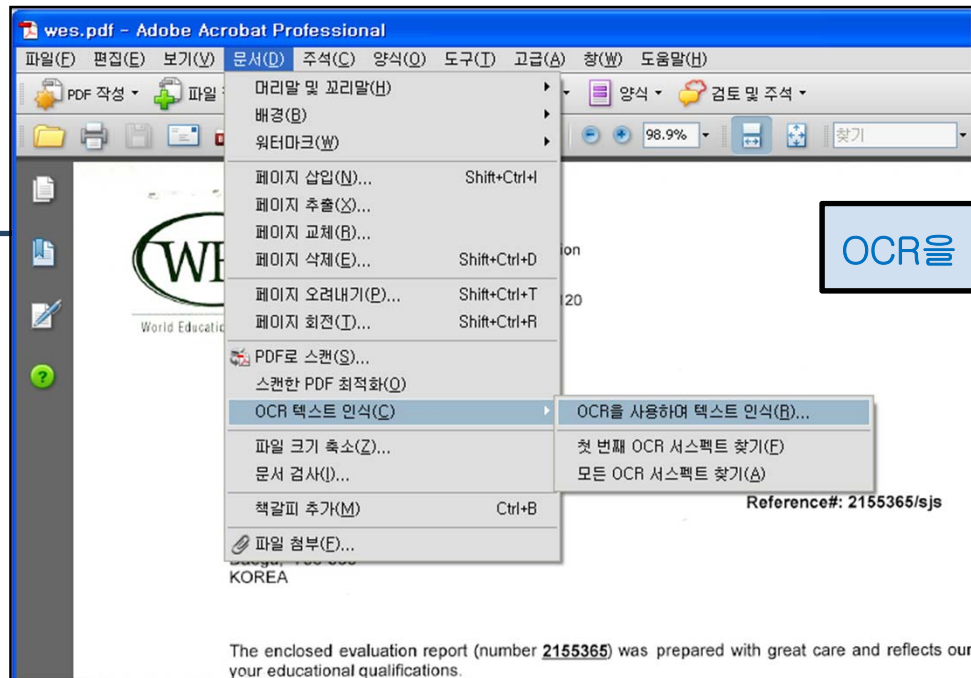 wes.pdf - Adobe Acrobat Professional
파일(F) 편집(E) 보기(V) 문서(D) 주석(C) 양식(O) 도구(T) 고급(A) 창(W) 도움말(H)
PDF 작성 파일 양식 검토 및 주석
98.9% 찾기
머리말 및 꼬리말(H)
배경(B)
워터마크(W)
페이지 삽입(N)... Shift+Ctrl+I
페이지 추출(X)...
페이지 교체(R)...
페이지 삭제(E)... Shift+Ctrl+D
페이지 오려내기(P)... Shift+Ctrl+T
페이지 회전(T)... Shift+Ctrl+R
PDF로 스캔(S)...
스캔한 PDF 최적화(O)
OCR 텍스트 인식(C)
파일 크기 축소(Z)...
문서 검사(I)...
책갈피 추가(M) Ctrl+B
파일 첨부(F)...
OCR을 사용하여 텍스트 인식(R)...
첫 번째 OCR 서스펙트 찾기(F)
모든 OCR 서스펙트 찾기(A)
OCR을
WE
World Educatio
ion
120
Reference#: 2155365/sjs
KOREA
The enclosed evaluation report (number 2155365) was prepared with great care and reflects our
your educational qualifications.